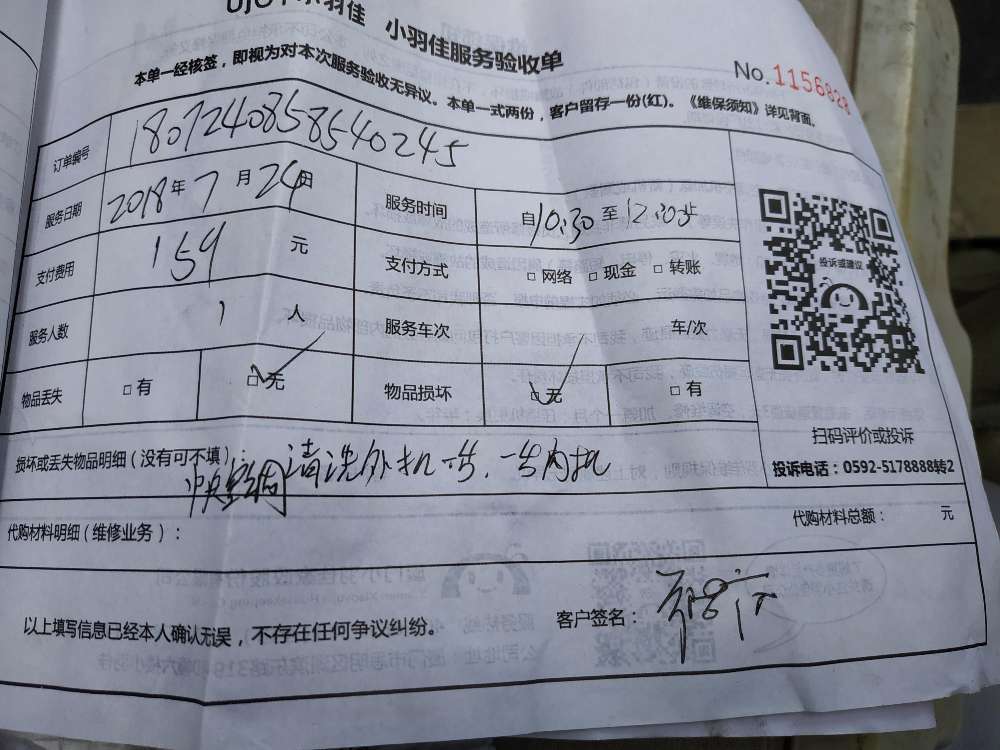 小羽佳 小羽佳服务验收单
No.1156828
本单一经核签，即视为对本次服务验收无异议。本单一式两份，客户留存一份(红)。《维保须知》详见背面。
订单编号 1807240858540245
服务日期 2018年7月24日 服务时间 自10:30至12:30时
支付费用 159 元 支付方式 □网络 □现金 □转账
服务人数 1 人 服务车次 车/次
物品丢失 □有 □无 物品损坏 □无 □有
投诉或建议
扫码评价或投诉
投诉电话：0592-5178888转2
损坏或丢失物品明细（没有可不填）：
清洗外机一台、一台内机
代购材料明细（维修业务）：
代购材料总额： 元
以上填写信息已经本人确认无误，不存在任何争议纠纷。
客户签名：